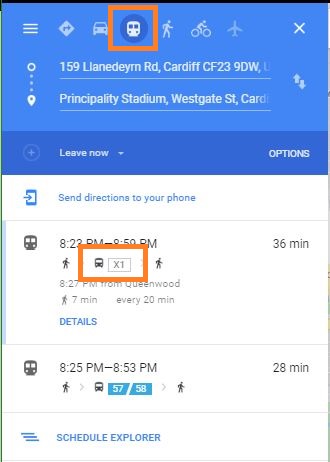 159 Llanedeyrn Rd, Cardiff CF23 9DW, U
Principality Stadium, Westgate St, Cardi
Leave now OPTIONS
Send directions to your phone
8:23 PM—8:59 PM 36 min
X1
8:27 PM from Queenwood
7 min every 20 min
DETAILS
8:25 PM—8:53 PM 28 min
57 / 58
SCHEDULE EXPLORER